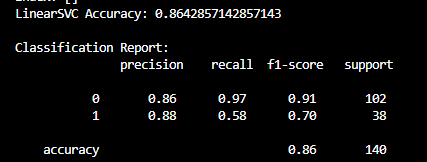 LinearSVC Accuracy: 0.8642857142857143
Classification Report:
precision recall f1-score support
0 0.86 0.97 0.91 102
1 0.88 0.58 0.70 38
accuracy 0.86 140